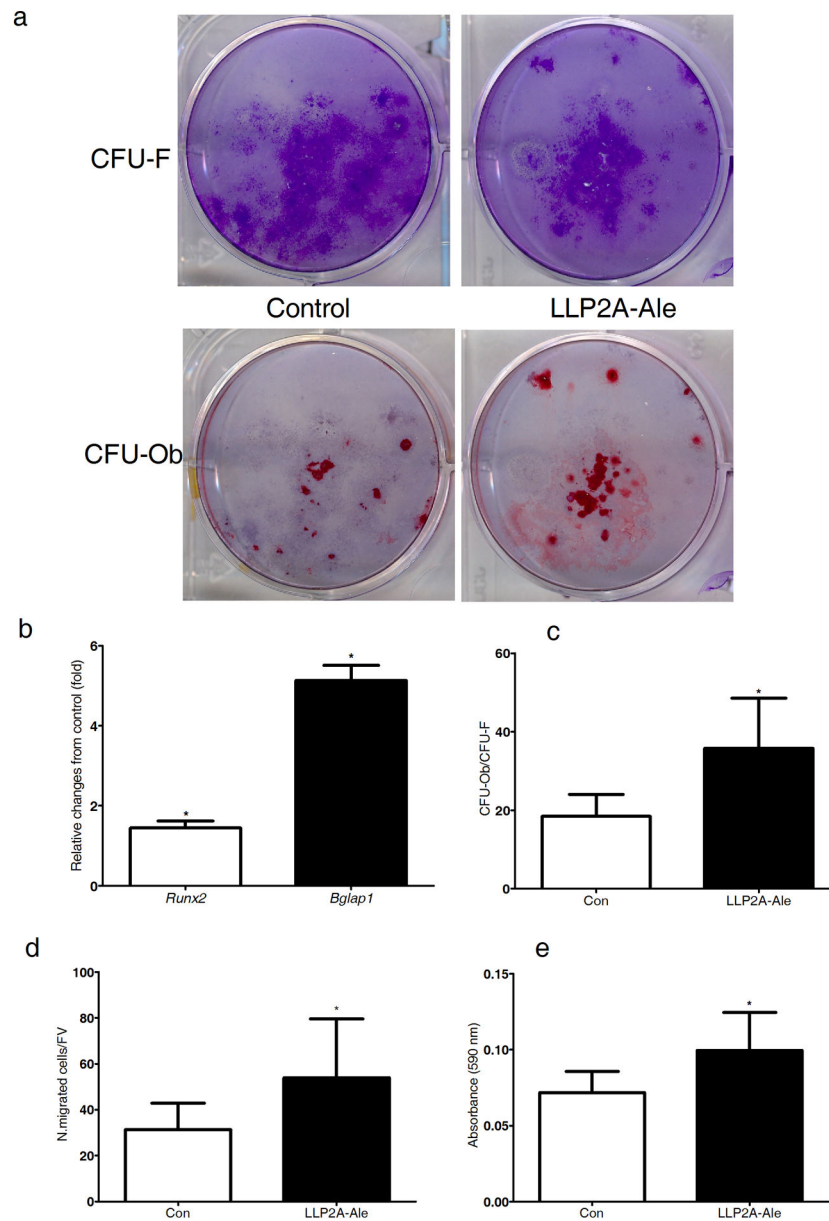 a
CFU-F
Control
LLP2A-Ale
CFU-Ob
b
Relative changes from control (fold)
6
4
2
0
*
*
Runx2
Bglap1
c
CFU-Ob/CFU-F
60
40
20
0
*
Con
LLP2A-Ale
d
N.migrated cells/FV
100
80
60
40
20
0
*
Con
LLP2A-Ale
e
Absorbance (590 nm)
0.15
0.10
0.05
0.00
*
Con
LLP2A-Ale